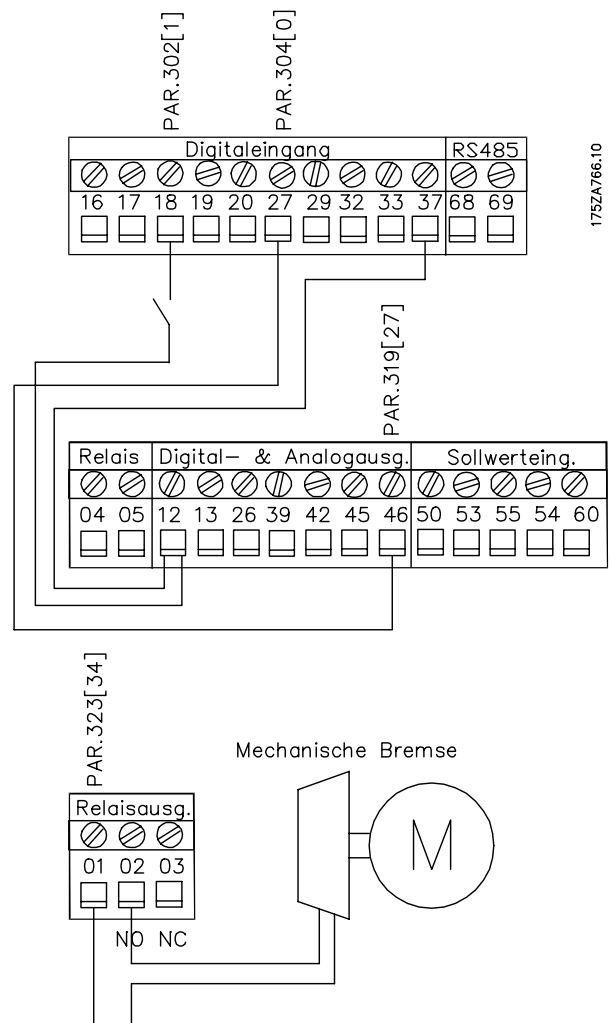 PAR.302[1]
PAR.304[0]
Digitaleingang RS485
16 17 18 19 20 27 29 32 33 37 68 69
175ZA766.10
PAR.319[27]
Relais Digital- & Analogausg. Sollwerteing.
04 05 12 13 26 39 42 45 46 50 53 55 54 60
PAR.323[34]
Mechanische Bremse
Relaisausg.
01 02 03
M
NO NC